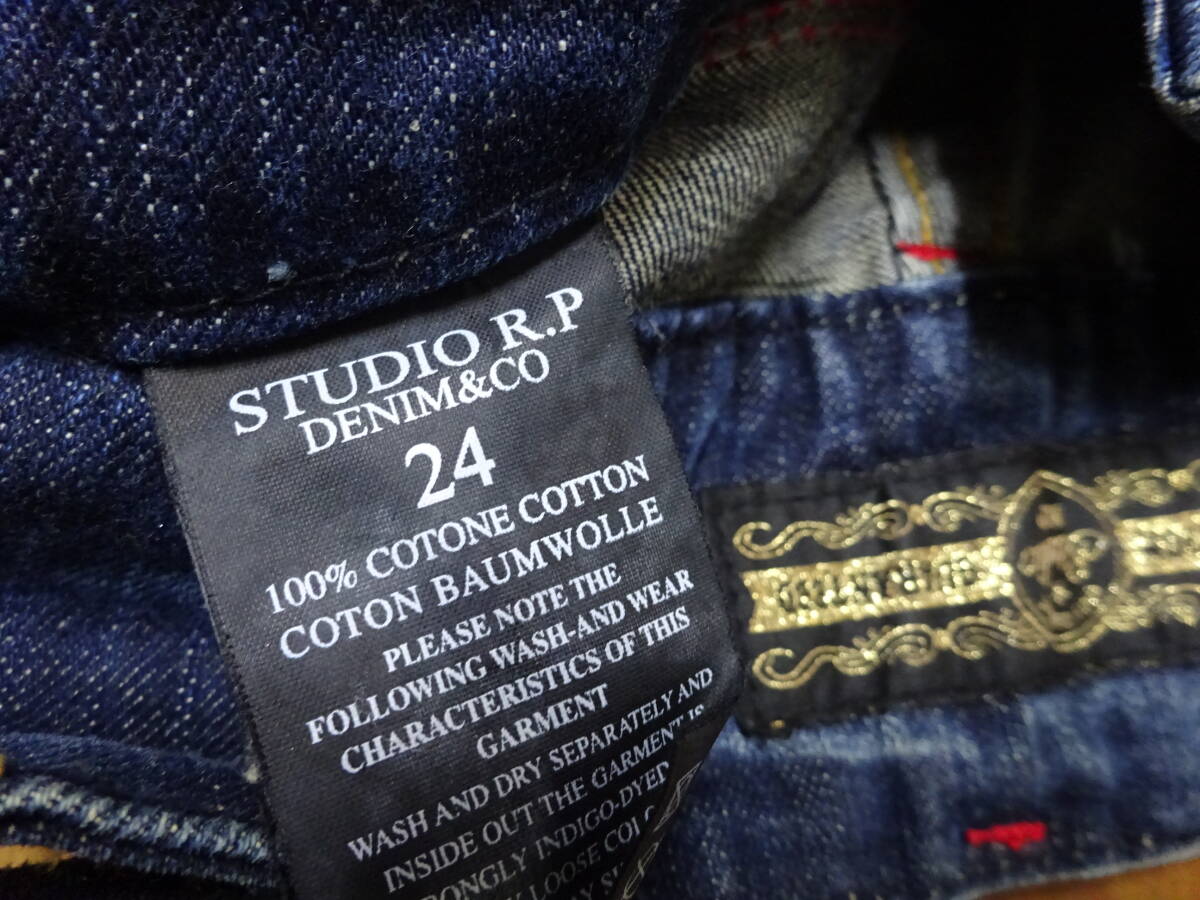 STUDIO R.P
DENIM&CO
24
100% COTONE COTTON
COTON BAUMWOLLE
PLEASE NOTE THE
FOLLOWING WASH-AND WEAR
CHARACTERISTICS OF THIS
GARMENT
WASH AND DRY SEPARATELY AND
INSIDE OUT THE GARMENT IS
INDIGO-DYED
LOOSE